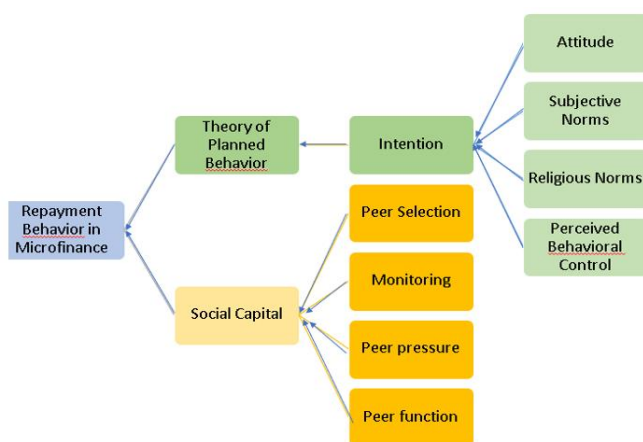 Attitude
Subjective
Norms
Theory of
Planned
Behavior
Intention
Religious Norms
Repayment
Behavior in
Microfinance
Peer Selection
Perceived
Behavioral
Control
Monitoring
Social Capital
Peer pressure
Peer function